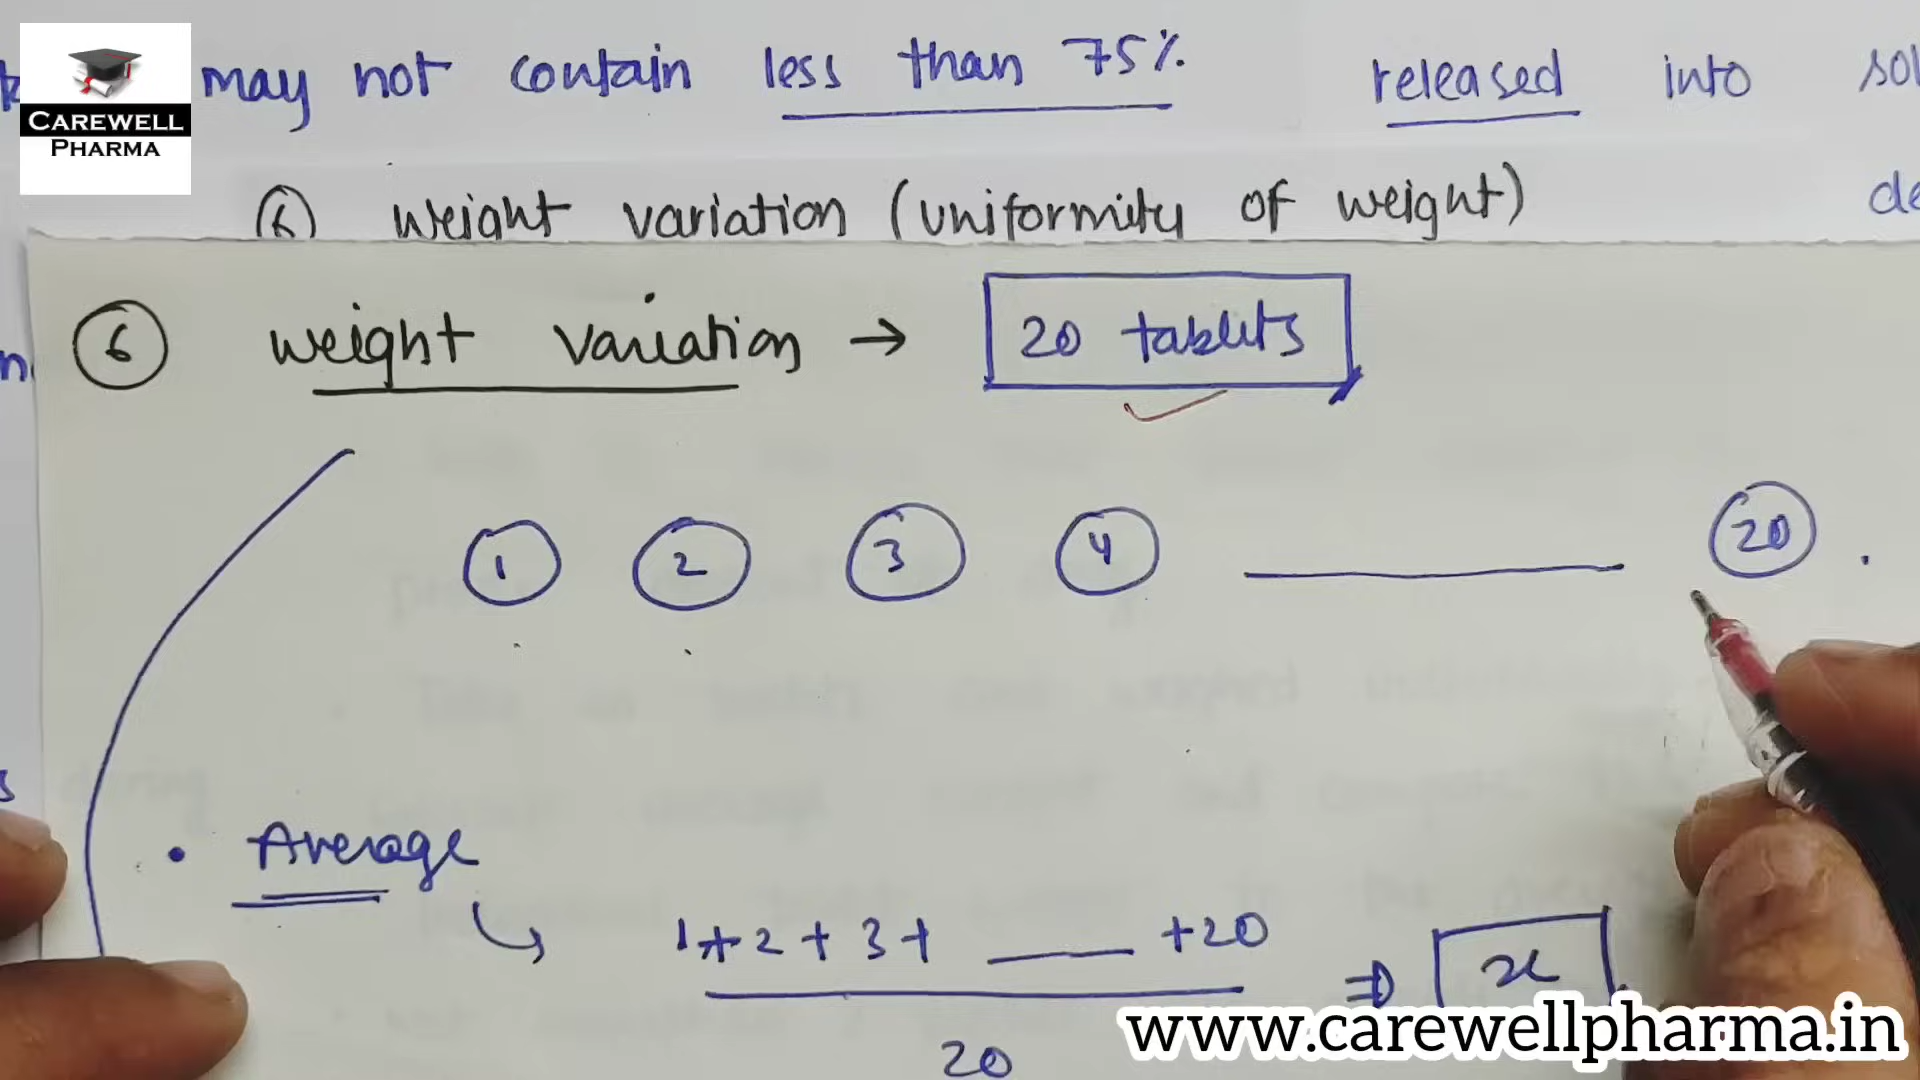 CAREWELL
PHARMA
may not contain less than 75%. released into
⑥ weight variation (uniformity of weight)
⑥ weight variation → 20 tablets
① ② ③ ④ ⑳ .
• Average
1+2+3+ ___ +20
20
⇒ x
www.carewellpharma.in